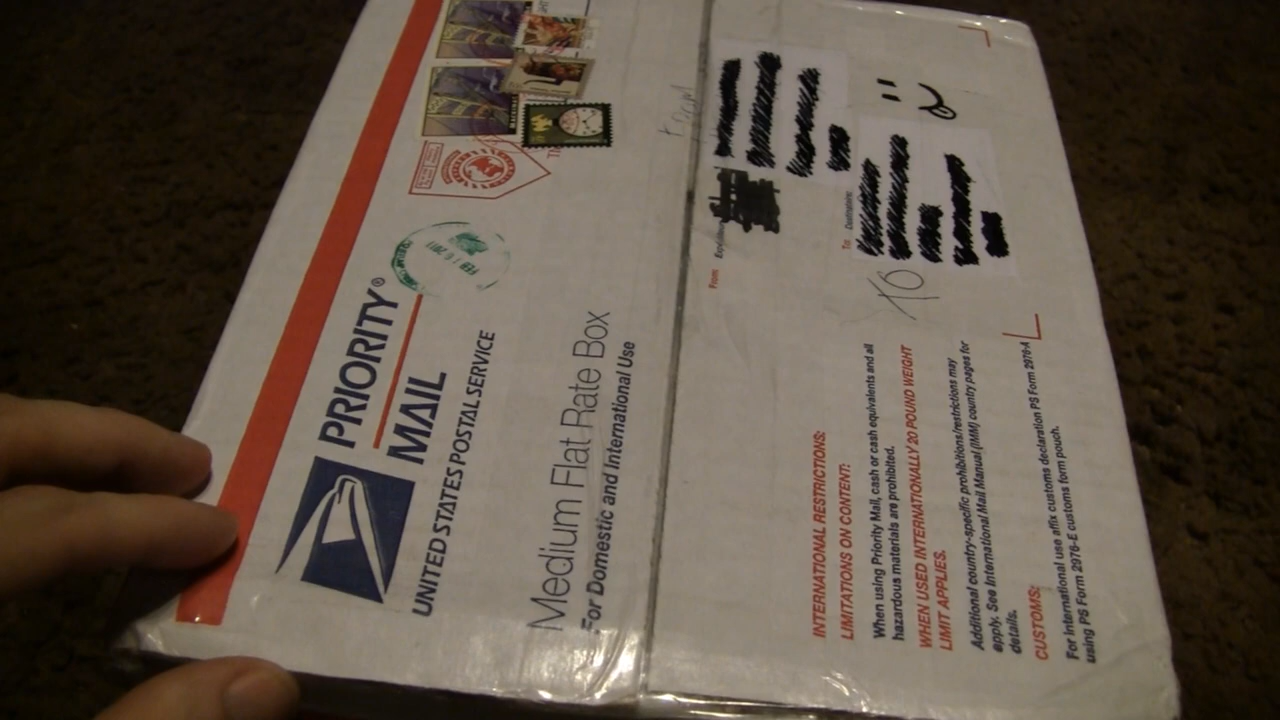 PRIORITY®
MAIL
UNITED STATES POSTAL SERVICE
Medium Flat Rate Box
For Domestic and International Use
From
From:
To: Destinataire:
TO
INTERNATIONAL RESTRICTIONS:
LIMITATIONS ON CONTENT:
When using Priority Mail, cash or cash equivalents and all
hazardous materials are prohibited.
WHEN USED INTERNATIONALLY 20 POUND WEIGHT
LIMIT APPLIES.
Additional country-specific prohibitions/restrictions may
apply. See International Mail Manual (IMM) country pages for
details.
CUSTOMS:
For International use affix customs declaration PS Form 2976-A
using PS Form 2976-E customs form pouch.